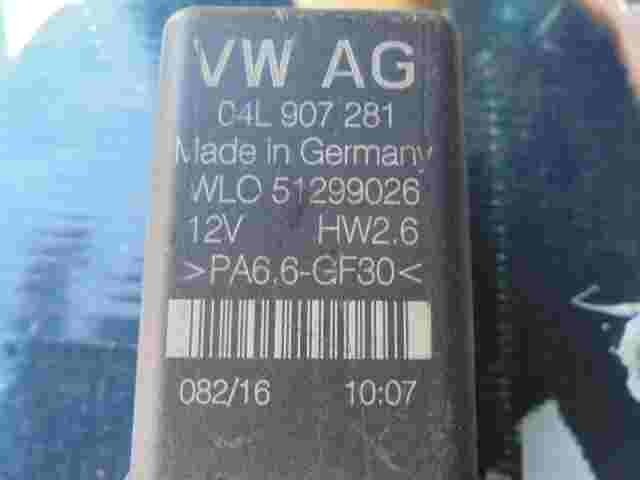 VW AG
04L 907 281
Made in Germany
WLO 51299026
12V HW2.6
>PA6.6-GF30<
082/16 10:07